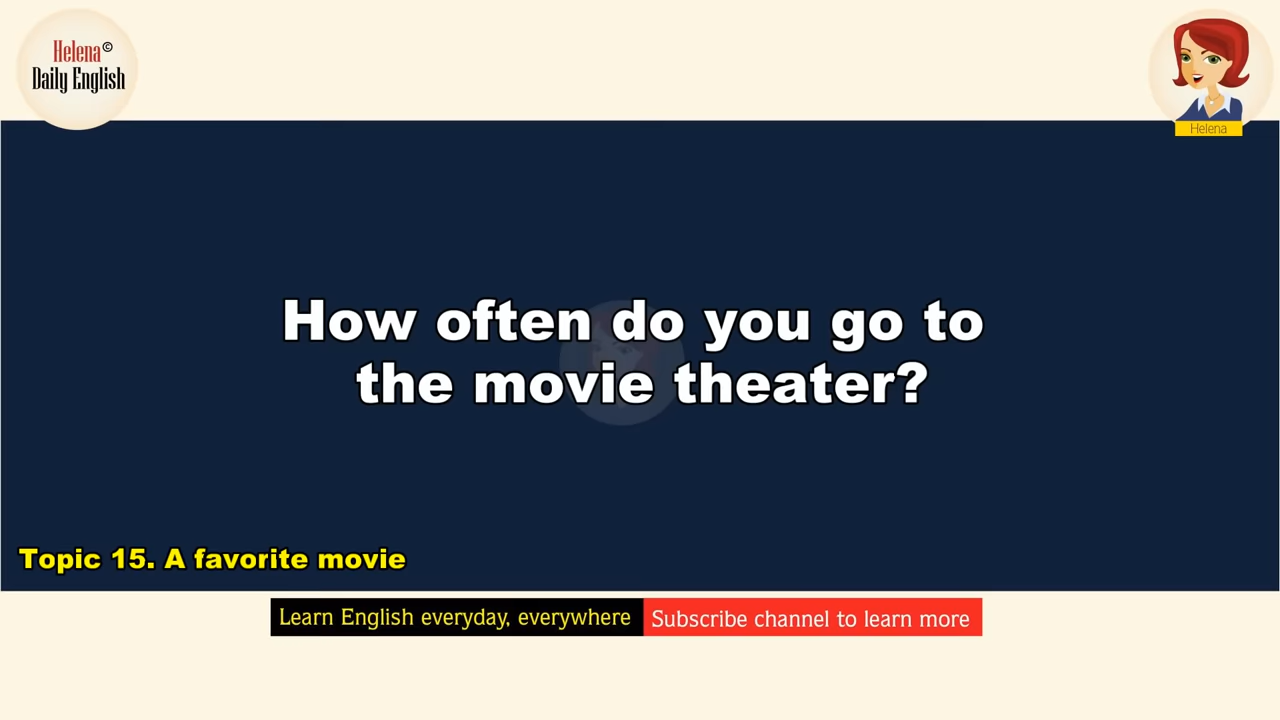 Helena©
Daily English
Helena
How often do you go to
the movie theater?
Topic 15. A favorite movie
Learn English everyday, everywhere
Subscribe channel to learn more